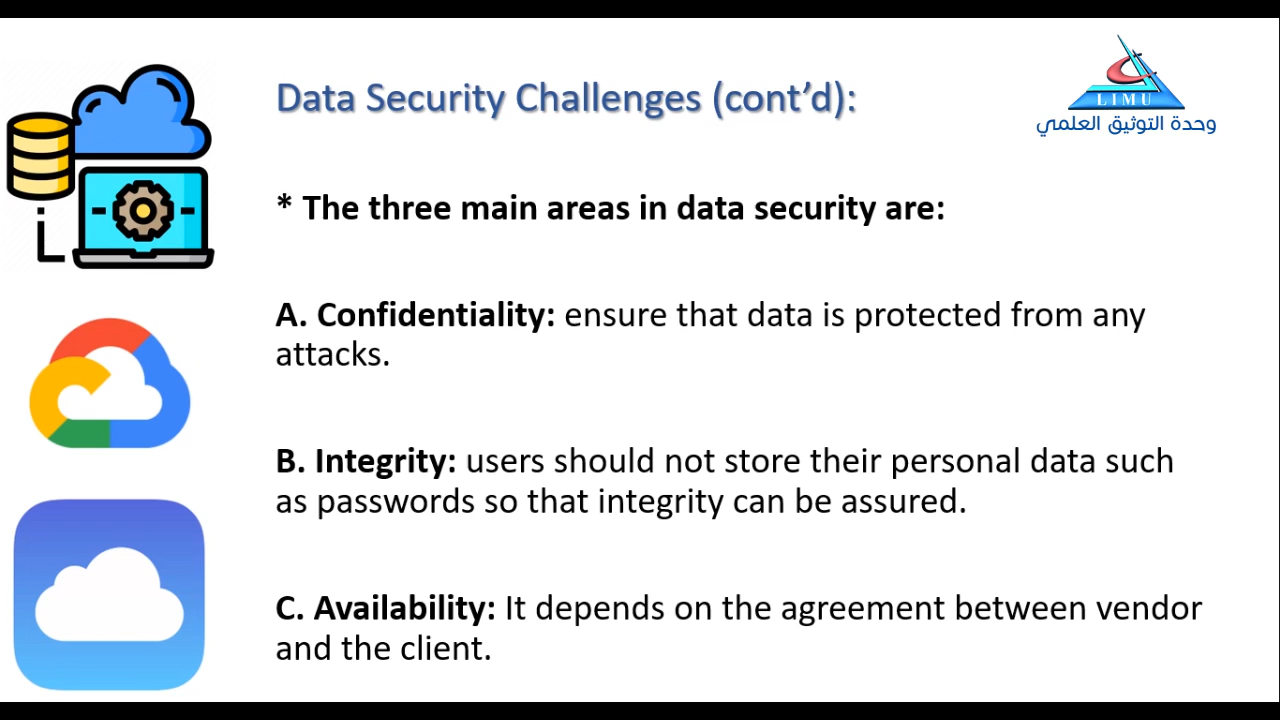 Data Security Challenges (cont’d):
LIMU
وحدة التوثيق العلمي
* The three main areas in data security are:
A. Confidentiality: ensure that data is protected from any
attacks.
B. Integrity: users should not store their personal data such
as passwords so that integrity can be assured.
C. Availability: It depends on the agreement between vendor
and the client.